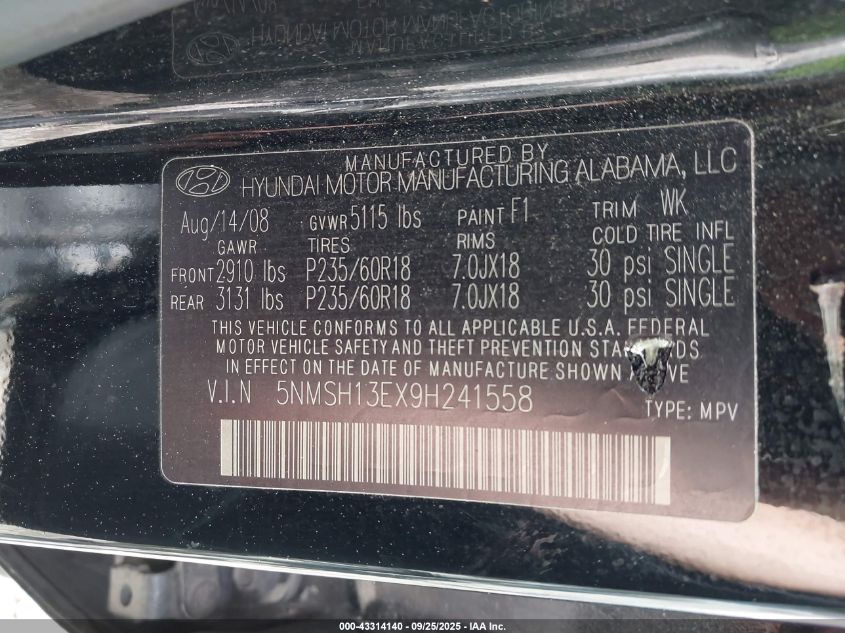 MANUFACTURED BY
HYUNDAI MOTOR MANUFACTURING ALABAMA, LLC
Aug/14/08 GVWR 5115 lbs PAINT F1 TRIM WK
GAWR TIRES RIMS COLD TIRE INFL
FRONT 2910 lbs P235/60R18 7.0JX18 30 psi SINGLE
REAR 3131 lbs P235/60R18 7.0JX18 30 psi SINGLE
THIS VEHICLE CONFORMS TO ALL APPLICABLE U.S.A. FEDERAL
MOTOR VEHICLE SAFETY AND THEFT PREVENTION STA RDS
IN EFFECT ON THE DATE OF MANUFACTURE SHOWN A VE
V.I.N 5NMSH13EX9H241558
TYPE: MPV
000-43314140 - 09/25/2025 - IAA Inc.